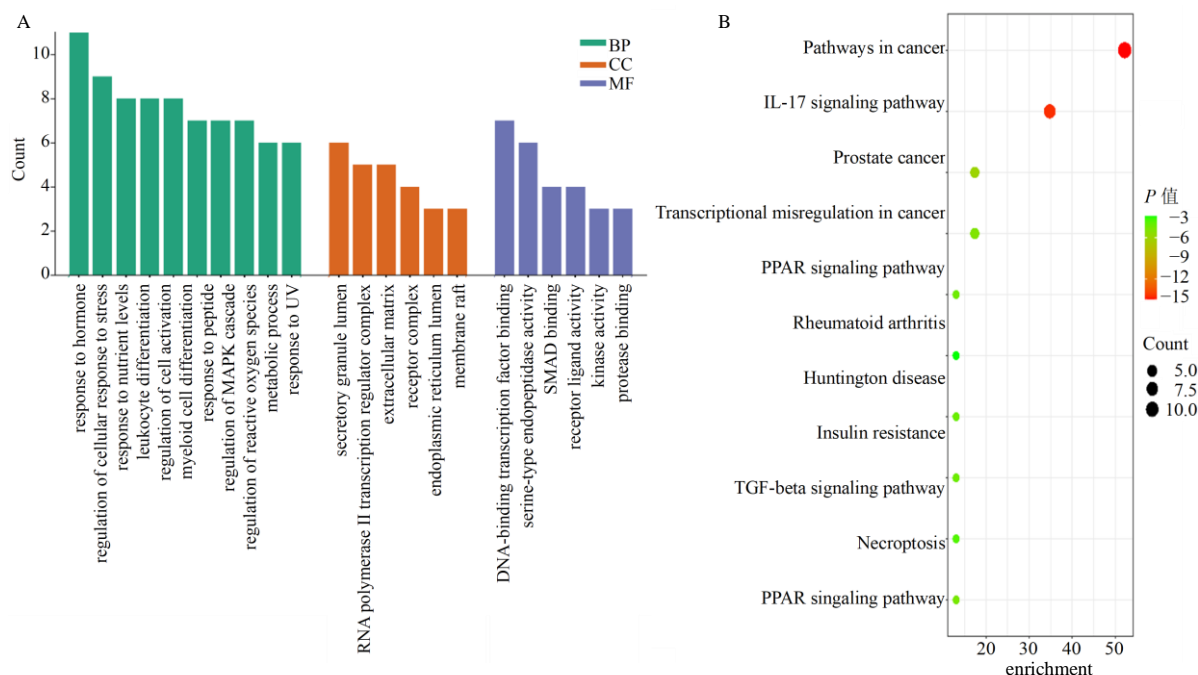 A
10
8
6
4
2
0
Count
BP
CC
MF
response to hormone
regulation of cellular response to stress
response to nutrient levels
leukocyte differentiation
regulation of cell activation
myeloid cell differentiation
response to peptide
regulation of MAPK cascade
regulation of reactive oxygen species
metabolic process
response to UV
secretory granule lumen
RNA polymerase II transcription regulator complex
extracellular matrix
receptor complex
endoplasmic reticulum lumen
membrane raft
DNA-binding transcription factor binding
serine-type endopeptidase activity
SMAD binding
receptor ligand activity
kinase activity
protease binding
B
Pathways in cancer
IL-17 signaling pathway
Prostate cancer
Transcriptional misregulation in cancer
PPAR signaling pathway
Rheumatoid arthritis
Huntington disease
Insulin resistance
TGF-beta signaling pathway
Necroptosis
PPAR singaling pathway
20 30 40 50
enrichment
P 值
−3
−6
−9
−12
−15
Count
5.0
7.5
10.0